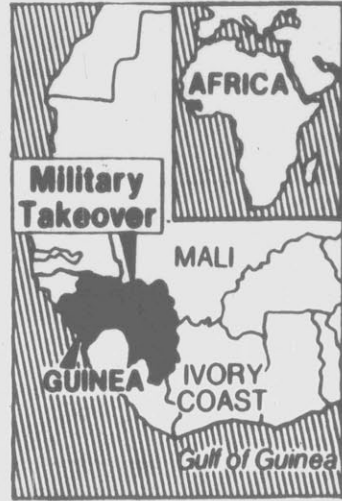 AFRICA
Military
Takeover
MALI
GUINEA
IVORY
COAST
Gulf of Guinea